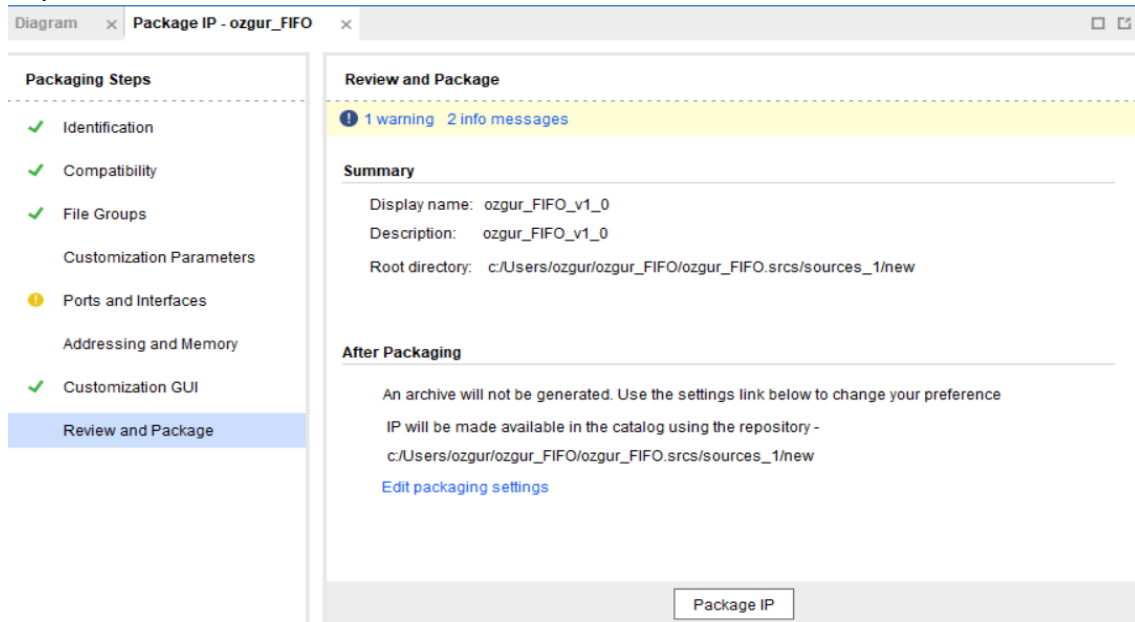 Diagram × Package IP - ozgur_FIFO ×
Packaging Steps
Identification
Compatibility
File Groups
Customization Parameters
Ports and Interfaces
Addressing and Memory
Customization GUI
Review and Package
Review and Package
1 warning 2 info messages
Summary
Display name: ozgur_FIFO_v1_0
Description: ozgur_FIFO_v1_0
Root directory: c:/Users/ozgur/ozgur_FIFO/ozgur_FIFO.srcs/sources_1/new
After Packaging
An archive will not be generated. Use the settings link below to change your preference
IP will be made available in the catalog using the repository -
c:/Users/ozgur/ozgur_FIFO/ozgur_FIFO.srcs/sources_1/new
Edit packaging settings
Package IP